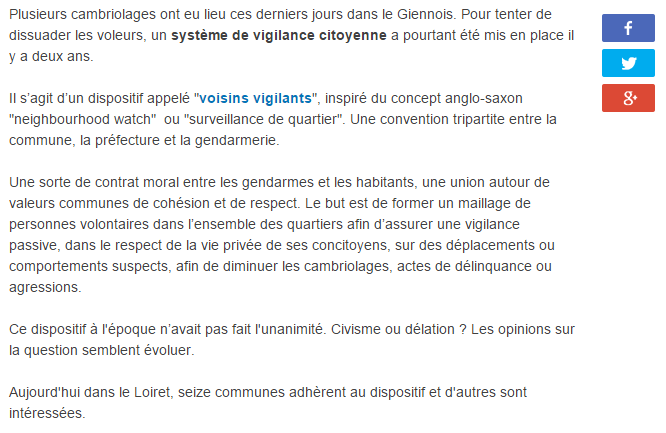 Plusieurs cambriolages ont eu lieu ces derniers jours dans le Giennois. Pour tenter de
dissuader les voleurs, un système de vigilance citoyenne a pourtant été mis en place il
y a deux ans.
Il s'agit d'un dispositif appelé "voisins vigilants", inspiré du concept anglo-saxon
"neighbourhood watch"  ou "surveillance de quartier". Une convention tripartite entre la
commune, la préfecture et la gendarmerie.
Une sorte de contrat moral entre les gendarmes et les habitants, une union autour de
valeurs communes de cohésion et de respect. Le but est de former un maillage de
personnes volontaires dans l'ensemble des quartiers afin d'assurer une vigilance
passive, dans le respect de la vie privée de ses concitoyens, sur des déplacements ou
comportements suspects, afin de diminuer les cambriolages, actes de délinquance ou
agressions.
Ce dispositif à l'époque n'avait pas fait l'unanimité. Civisme ou délation ? Les opinions sur
la question semblent évoluer.
Aujourd'hui dans le Loiret, seize communes adhèrent au dispositif et d'autres sont
intéressées.